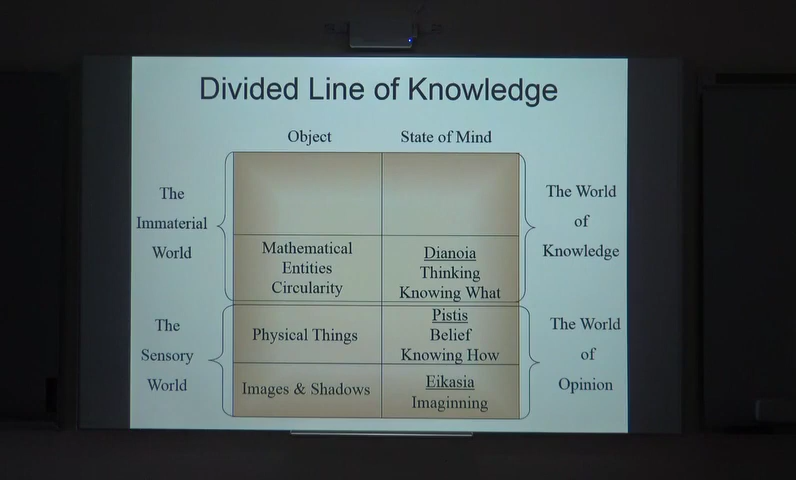 Divided Line of Knowledge
Object State of Mind
The
Immaterial
World
The World
of
Knowledge
Mathematical
Entities
Circularity
Dianoia
Thinking
Knowing What
The
Sensory
World
Physical Things
Pistis
Belief
Knowing How
The World
of
Opinion
Images & Shadows
Eikasia
Imaginning